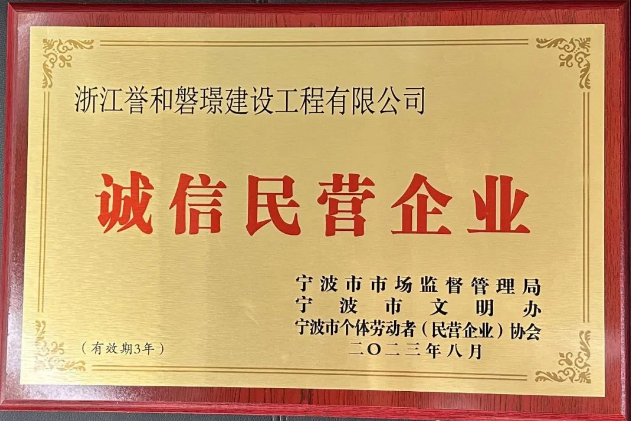 浙江誉和磐璟建设工程有限公司
诚信民营企业
宁波市市场监督管理局
宁波市文明办
宁波市个体劳动者（民营企业）协会
二〇二三年八月
（有效期3年）